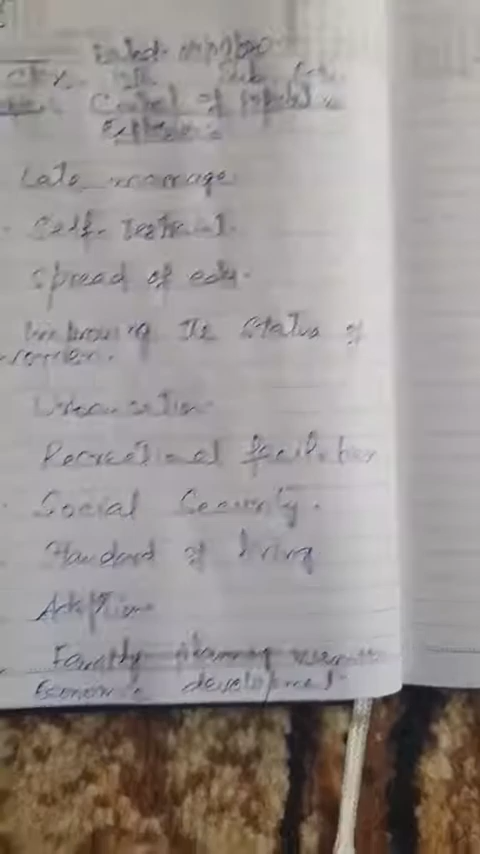 Control of
Late marriage
Self-restraint.
Spread of edu.
Improving the status of
women.
Urbanisation
Recreational facilities
Social Security.
Standard of living
Adoption
Family planning
Economic development.